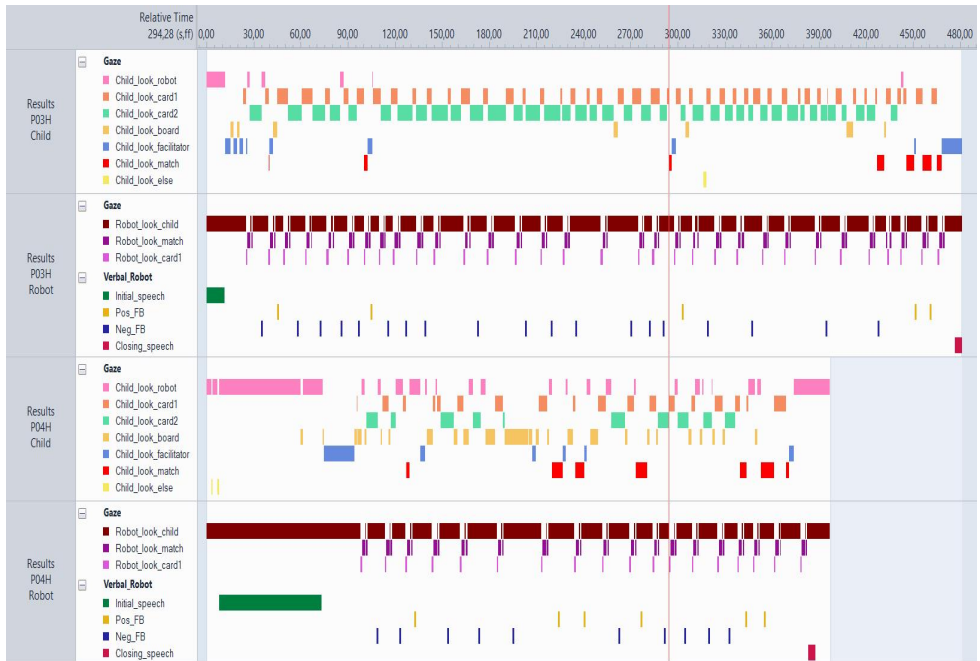 Relative Time
294,28 (s,ff)
0,00 30,00 60,00 90,00 120,00 150,00 180,00 210,00 240,00 270,00 300,00 330,00 360,00 390,00 420,00 450,00 480,00
Results
P03H
Child
Gaze
Child_look_robot
Child_look_card1
Child_look_card2
Child_look_board
Child_look_facilitator
Child_look_match
Child_look_else
Results
P03H
Robot
Gaze
Robot_look_child
Robot_look_match
Robot_look_card1
Verbal_Robot
Initial_speech
Pos_FB
Neg_FB
Closing_speech
Results
P04H
Child
Gaze
Child_look_robot
Child_look_card1
Child_look_card2
Child_look_board
Child_look_facilitator
Child_look_match
Child_look_else
Results
P04H
Robot
Gaze
Robot_look_child
Robot_look_match
Robot_look_card1
Verbal_Robot
Initial_speech
Pos_FB
Neg_FB
Closing_speech